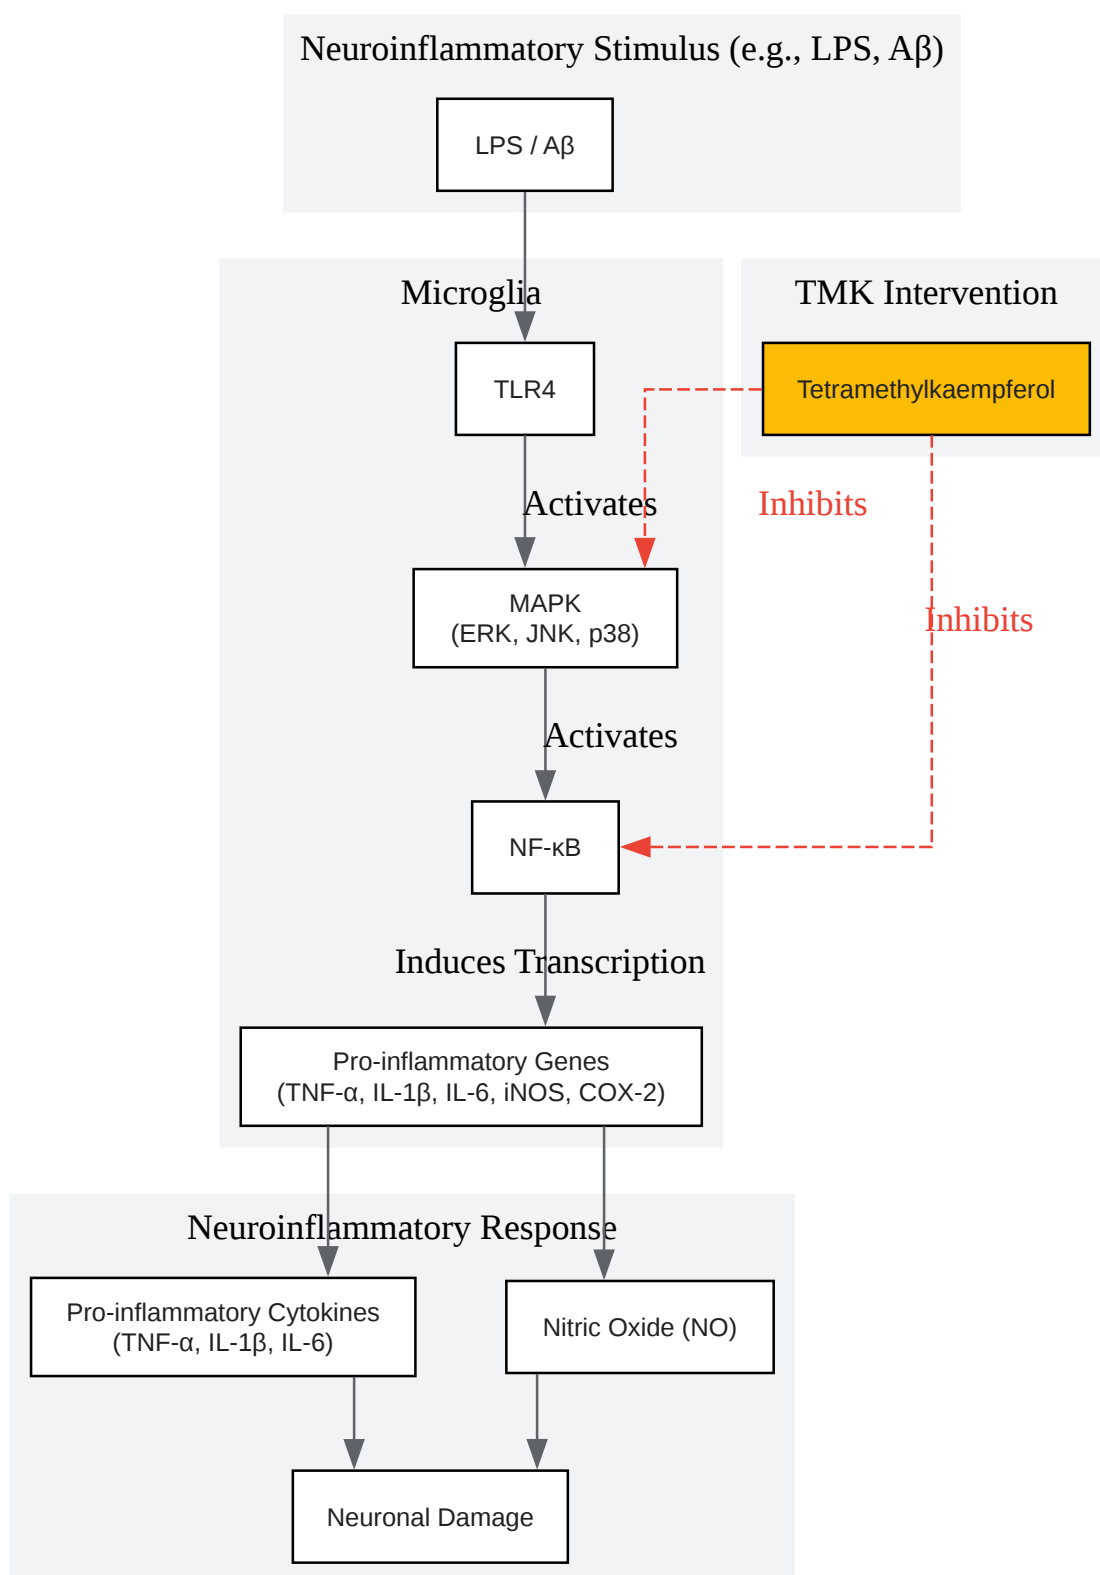 Neuroinflammatory Stimulus (e.g., LPS, Aβ)
LPS / Aβ
Microglia
TMK Intervention
TLR4
Tetramethylkaempferol
Activates
Inhibits
MAPK
(ERK, JNK, p38)
Inhibits
Activates
NF-κB
Induces Transcription
Pro-inflammatory Genes
(TNF-α, IL-1β, IL-6, iNOS, COX-2)
Neuroinflammatory Response
Pro-inflammatory Cytokines
(TNF-α, IL-1β, IL-6)
Nitric Oxide (NO)
Neuronal Damage